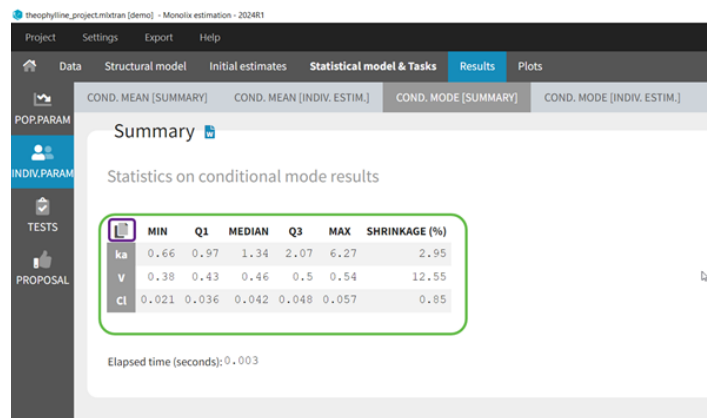 theophylline_project.mlxtran [demo] - Monolix estimation - 2024R1
Project Settings Export Help
Data Structural model Initial estimates Statistical model & Tasks Results Plots
COND. MEAN [SUMMARY] COND. MEAN [INDIV. ESTIM.] COND. MODE [SUMMARY] COND. MODE [INDIV. ESTIM.]
POP.PARAM
INDIV.PARAM
TESTS
PROPOSAL
Summary
Statistics on conditional mode results
MIN Q1 MEDIAN Q3 MAX SHRINKAGE (%)
ka 0.66 0.97 1.34 2.07 6.27 2.95
V 0.38 0.43 0.46 0.5 0.54 12.55
Cl 0.021 0.036 0.042 0.048 0.057 0.85
Elapsed time (seconds): 0.003